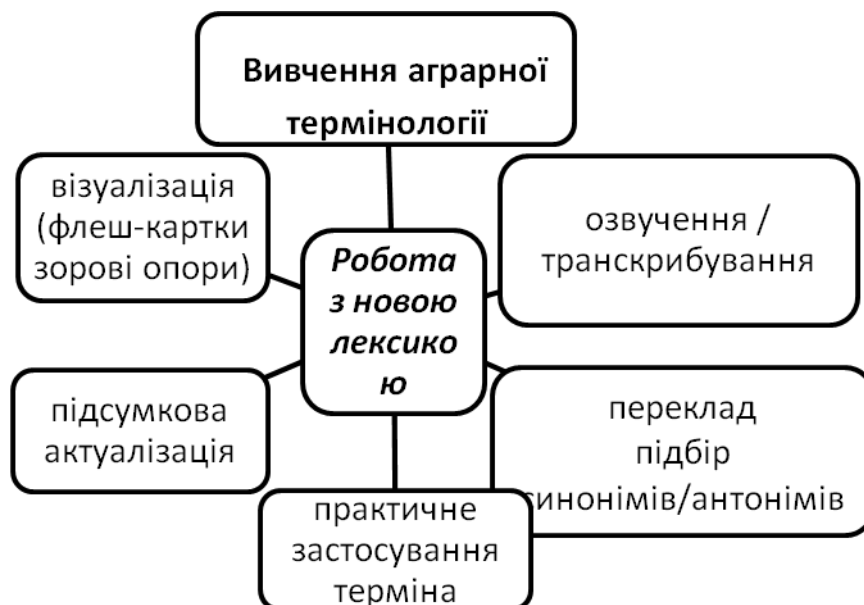 Вивчення аграрної
термінології
візуалізація
(флеш-картки
зорові опори)
озвучення /
транскрибування
Робота
з новою
лексико
ю
підсумкова
актуалізація
переклад
підбір
синонімів/антонімів
практичне
застосування
терміна